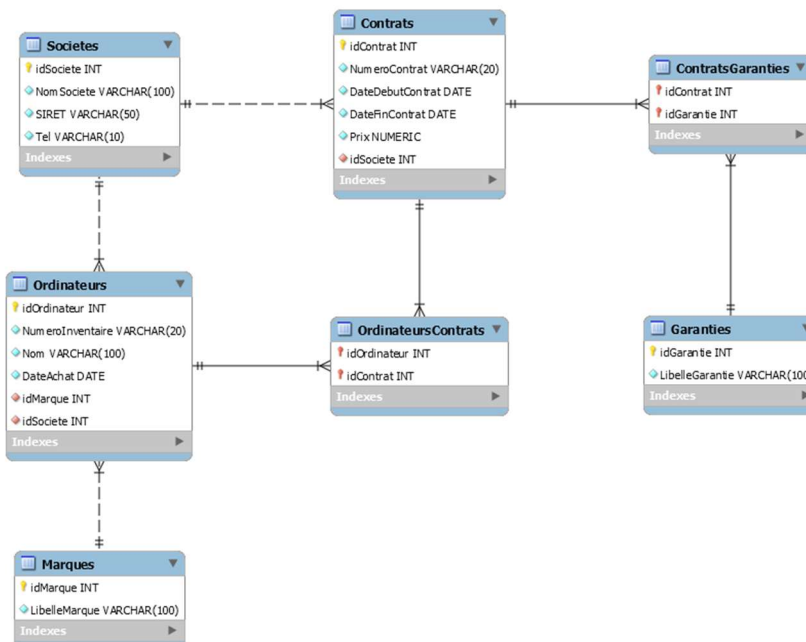 Societes
idSociete INT
Nom Societe VARCHAR(100)
SIRET VARCHAR(50)
Tel VARCHAR(10)
Indexes
Contrats
idContrat INT
NumeroContrat VARCHAR(20)
DateDebutContrat DATE
DateFinContrat DATE
Prix NUMERIC
idSociete INT
Indexes
ContratsGaranties
idContrat INT
idGarantie INT
Indexes
Ordinateurs
idOrdinateur INT
NumeroInventaire VARCHAR(20)
Nom VARCHAR(100)
DateAchat DATE
idMarque INT
idSociete INT
Indexes
OrdinateursContrats
idOrdinateur INT
idContrat INT
Indexes
Garanties
idGarantie INT
LibelleGarantie VARCHAR(100
Indexes
Marques
idMarque INT
LibelleMarque VARCHAR(100)
Indexes